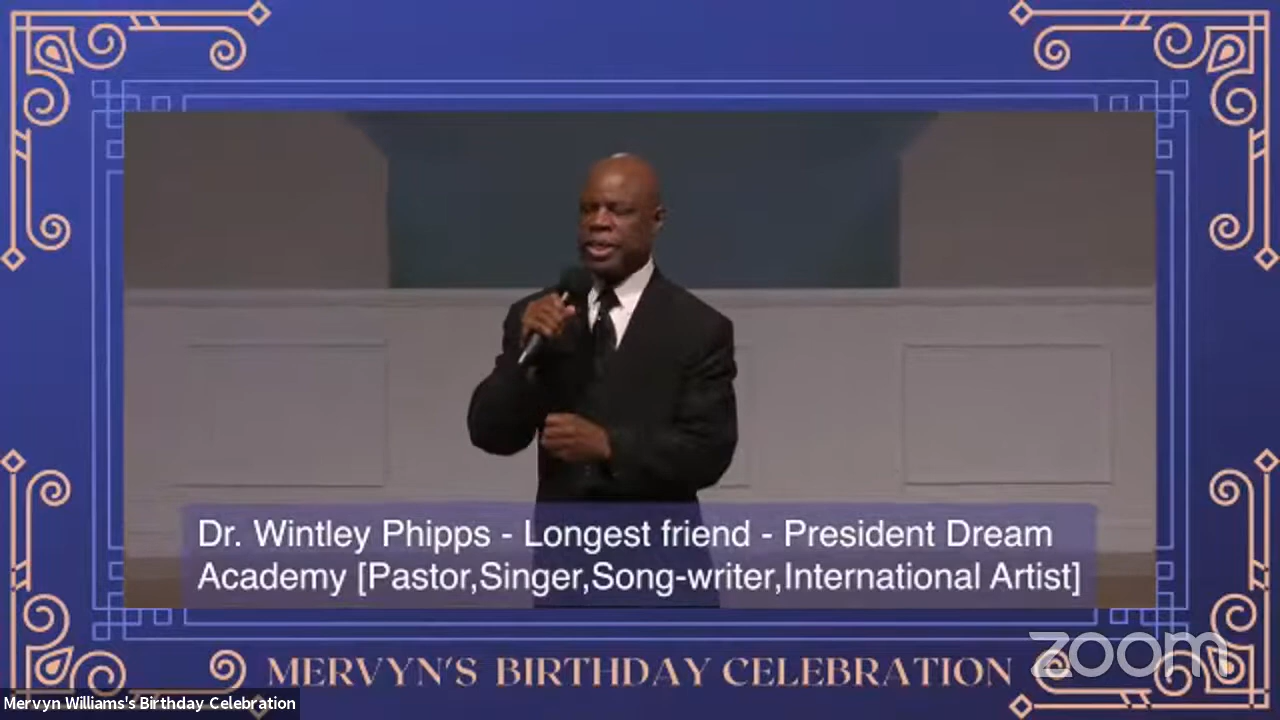 Dr. Wintley Phipps - Longest friend - President Dream
Academy [Pastor,Singer,Song-writer,International Artist]
zoom
MERVYN'S BIRTHDAY CELEBRATION
Mervyn Williams's Birthday Celebration